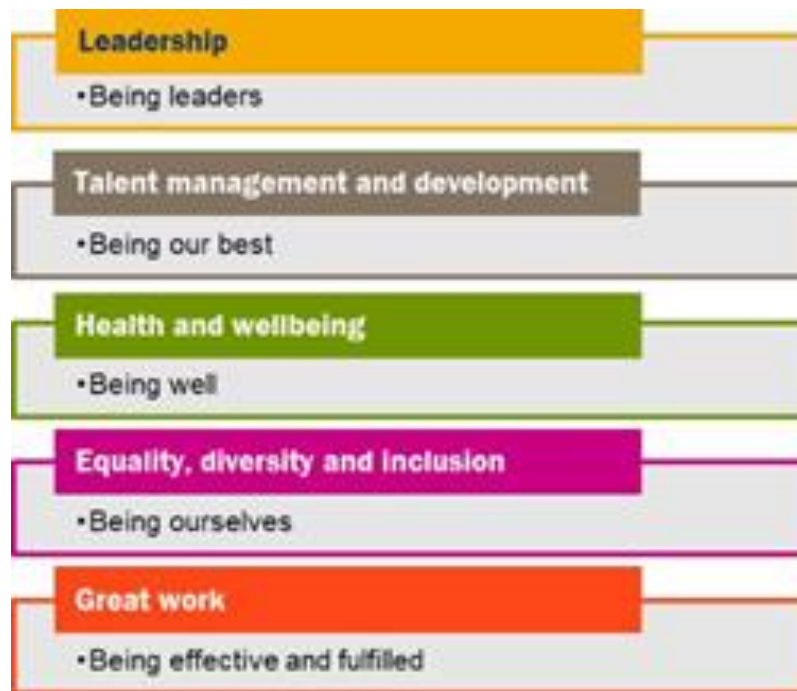 Leadership
•Being leaders
Talent management and development
•Being our best
Health and wellbeing
•Being well
Equality, diversity and inclusion
•Being ourselves
Great work
•Being effective and fulfilled